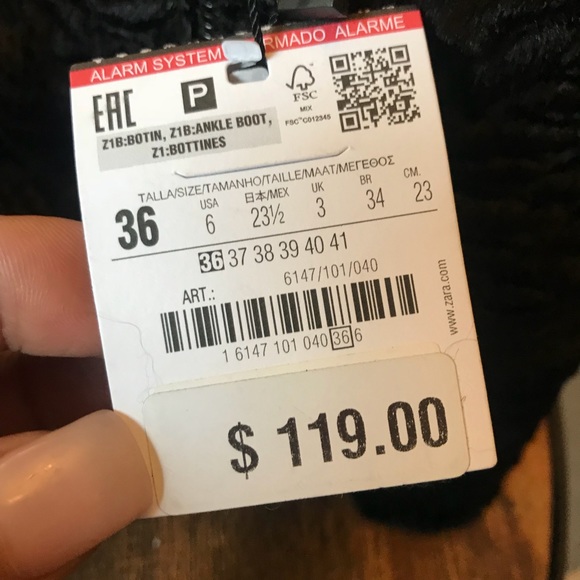 ALARM SYSTEM RMADO ALARME
EAC P FSC
MIX
FSC™C012345
Z1B:BOTIN, Z1B:ANKLE BOOT,
Z1:BOTTINES
TALLA/SIZE/TAMANHO/TAILLE/MAAT/ΜΕΓΕΘΟΣ
USA 日本/MEX UK BR CM.
36 6 23½ 3 34 23
36 37 38 39 40 41
6147/101/040
ART.:
1 6147 101 040 36 6
www.zara.com
$ 119.00